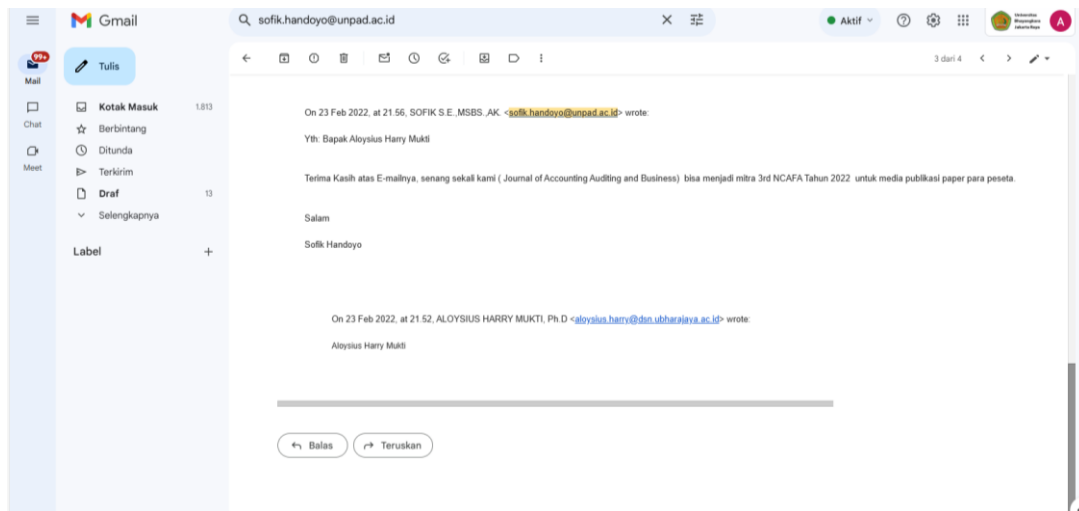 Gmail
sofik.handoyo@unpad.ac.id
Aktif
Universitas
Bhayangkara
Jakarta Raya
A
99+
Mail
Chat
Meet
Tulis
Kotak Masuk 1.813
Berbintang
Ditunda
Terkirim
Draf 13
Selengkapnya
Label
3 dari 4
On 23 Feb 2022, at 21.56, SOFIK S.E.,MSBS.,AK. <sofik.handoyo@unpad.ac.id> wrote:
Yth: Bapak Aloysius Harry Mukti
Terima Kasih atas E-mailnya, senang sekali kami ( Journal of Accounting Auditing and Business) bisa menjadi mitra 3rd NCAFA Tahun 2022 untuk media publikasi paper para peseta.
Salam
Sofik Handoyo
On 23 Feb 2022, at 21.52, ALOYSIUS HARRY MUKTI, Ph.D <aloysius.harry@dsn.ubharajaya.ac.id> wrote:
Aloysius Harry Mukti
Balas
Teruskan